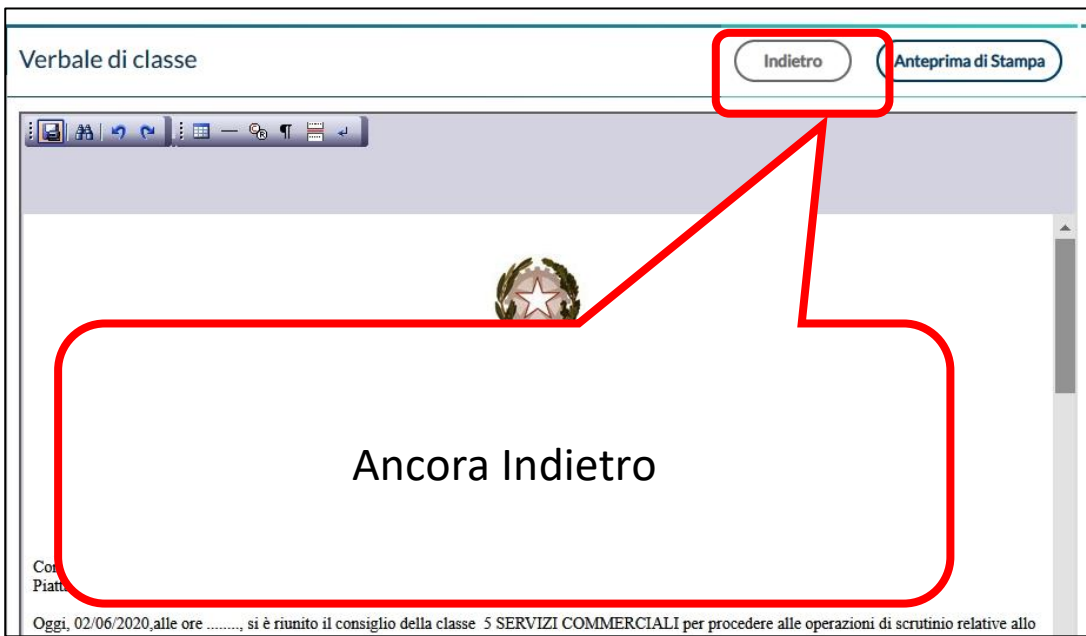 Verbale di classe
Indietro
Anteprima di Stampa
Ancora Indietro
Oggi, 02/06/2020,alle ore ........, si è riunito il consiglio della classe 5 SERVIZI COMMERCIALI per procedere alle operazioni di scrutinio relative allo